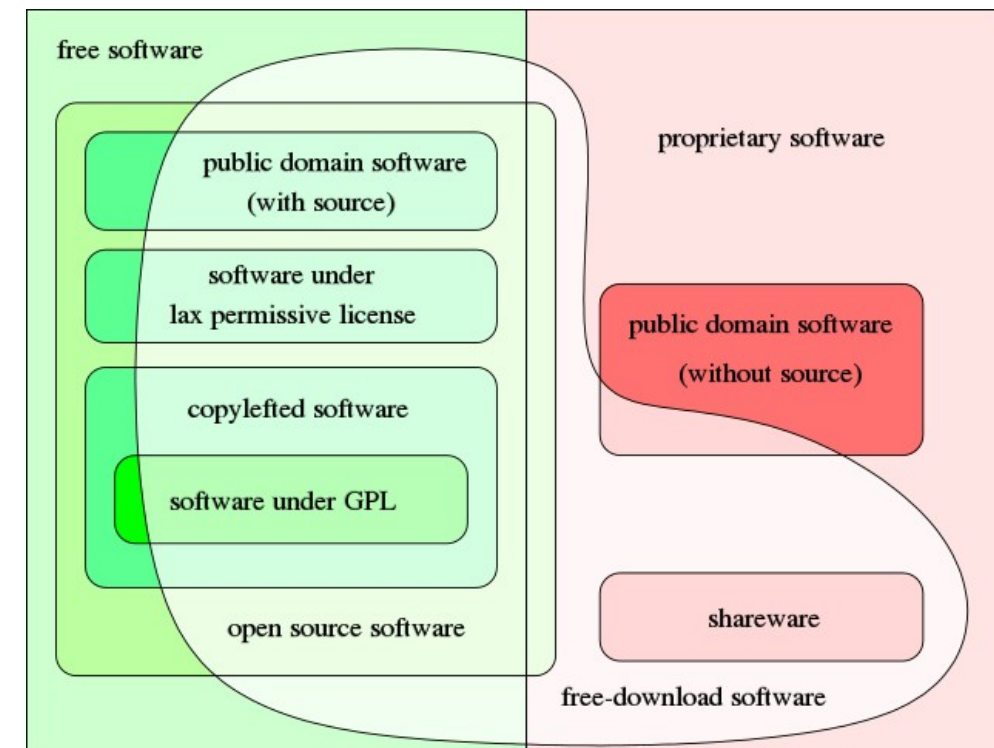 free software
proprietary software
public domain software
(with source)
software under
lax permissive license
public domain software
(without source)
copylefted software
software under GPL
shareware
open source software
free-download software